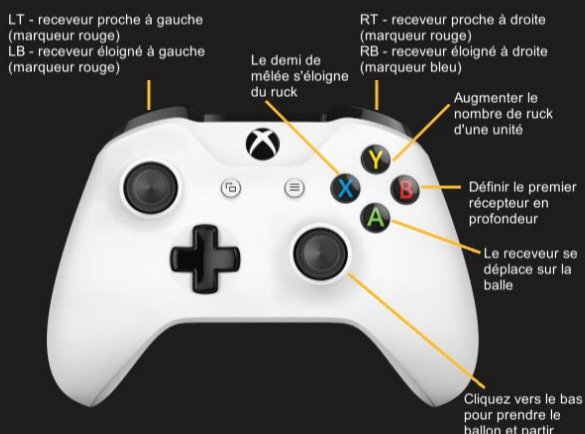 LT - receveur proche à gauche
(marqueur rouge)
LB - receveur éloigné à gauche
(marqueur rouge)
Le demi de
mêlée s'éloigne
du ruck
RT - receveur proche à droite
(marqueur rouge)
RB - receveur éloigné à droite
(marqueur bleu)
Augmenter le
nombre de ruck
d'une unité
Y
X
B
A
Définir le premier
récepteur en
profondeur
Le receveur se
déplace sur la
balle
Cliquez vers le bas
pour prendre le
ballon et partir